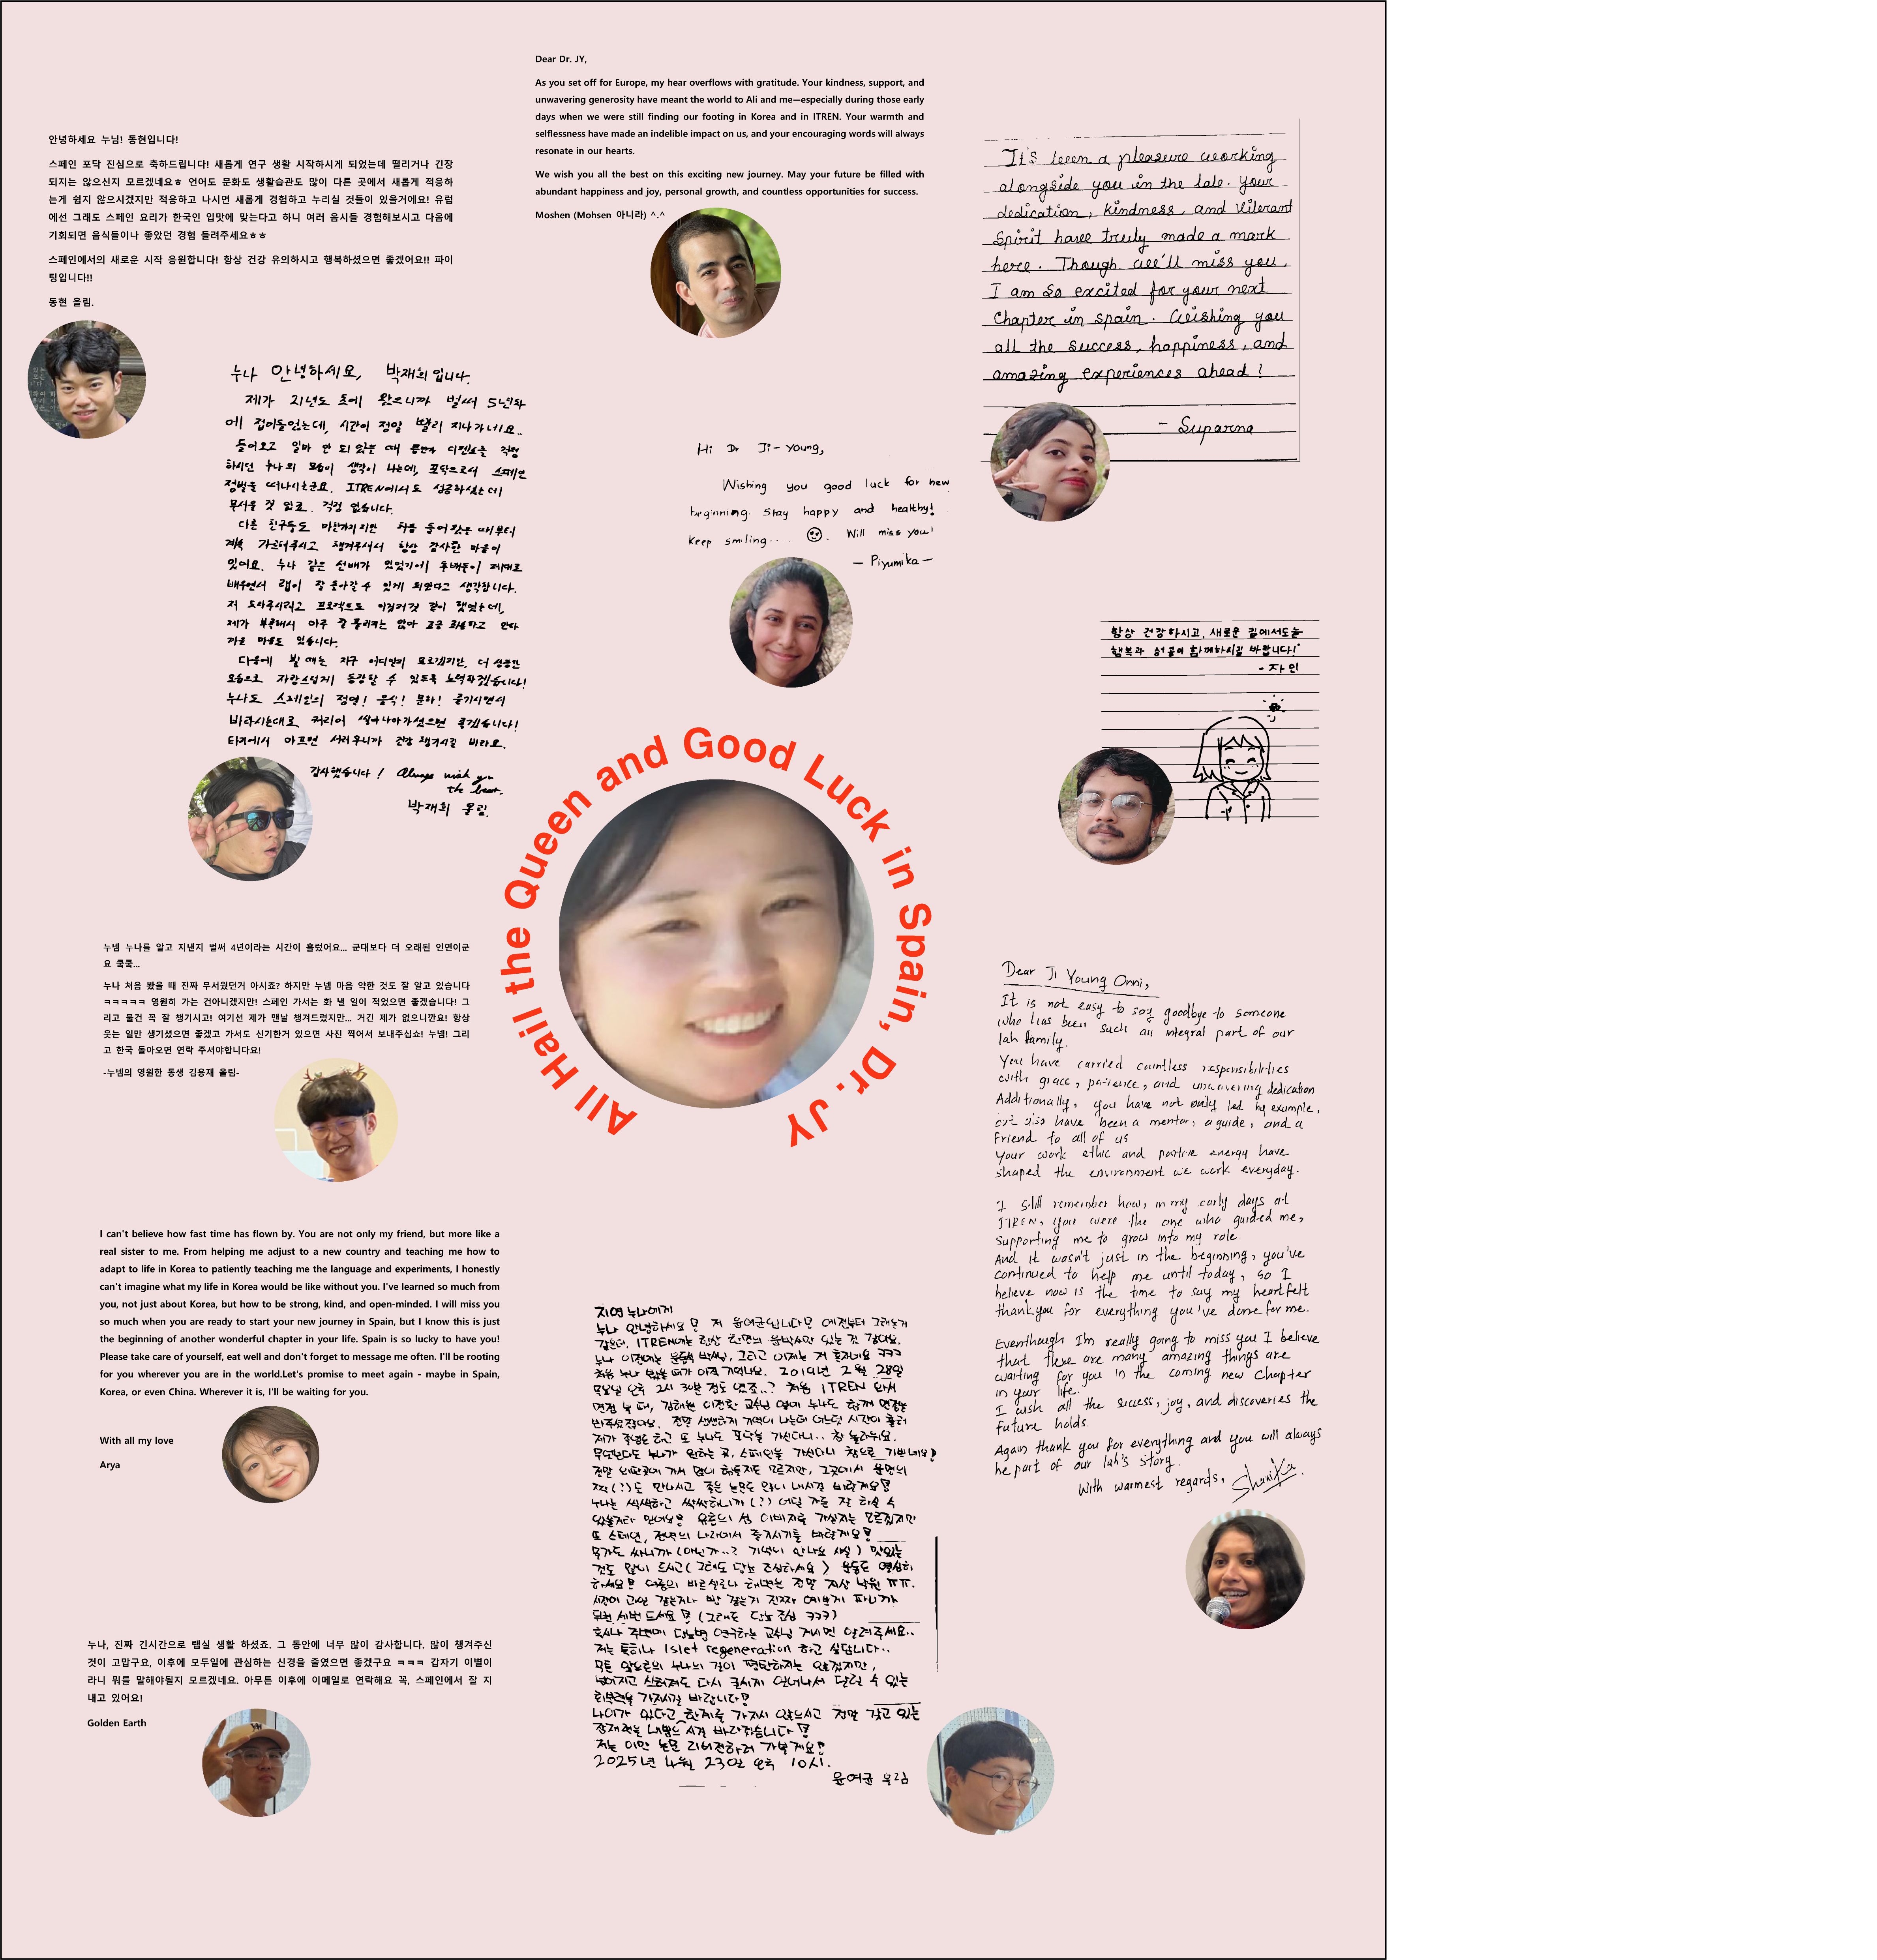 Dear Dr. JY,
As you set off for Europe, my hear overflows with gratitude. Your kindness, support, and
unwavering generosity have meant the world to Ali and me—especially during those early
days when we were still finding our footing in Korea and in ITREN. Your warmth and
selflessness have made an indelible impact on us, and your encouraging words will always
resonate in our hearts.
We wish you all the best on this exciting new journey. May your future be filled with
abundant happiness and joy, personal growth, and countless opportunities for success.
Moshen (Mohsen 아니라) ^.^
안녕하세요 누님! 동현입니다!
스페인 포닥 진심으로 축하드립니다! 새롭게 연구 생활 시작하시게 되었는데 떨리거나 긴장
되지는 않으신지 모르겠네요ㅎ 언어도 문화도 생활습관도 많이 다른 곳에서 새롭게 적응하
는게 쉽지 않으시겠지만 적응하고 나시면 새롭게 경험하고 누리실 것들이 있을거에요! 유럽
에선 그래도 스페인 요리가 한국인 입맛에 맞는다고 하니 여러 음시들 경험해보시고 다음에
기회되면 음식들이나 좋았던 경험 들려주세요ㅎㅎ
스페인에서의 새로운 시작 응원합니다! 항상 건강 유의하시고 행복하셨으면 좋겠어요!! 파이
팅입니다!!
동현 올림.
It's been a pleasure working
alongside you in the lab. Your
dedication, kindness, and vibrant
Spirit have truly made a mark
here. Though we'll miss you,
I am so excited for your next
Chapter in spain. Wishing you
all the success, happiness, and
amazing experiences ahead!
- Suparna
누나 안녕하세요, 박재희입니다.
제가 21년도 초에 왔으니까 벌써 5년차
에 접어들었는데, 시간이 정말 빨리 지나가네요..
들어오고 얼마 안 되었을 때 졸업과 디펜스를 걱정
하시던 누나의 모습이 생각이 나는데, 포닥으로서 스페인
정벌을 떠나시는군요. ITREN에서도 성공하셨는데
무서울 것 없죠. 걱정 없습니다.
다른 친구들도 마찬가지지만 처음 들어왔을 때부터
계속 가르쳐주시고 챙겨주셔서 항상 감사한 마음이
있어요. 누나 같은 선배가 있었기에 후배들이 제대로
배우면서 랩이 잘 돌아갈 수 있게 되었다고 생각합니다.
저 도와주시려고 프로젝트도 이것저것 같이 했었는데,
제가 부족해서 아주 잘 풀리지는 않아 조금 죄송하고 안타
까운 마음도 있습니다.
다음에 볼 때는 지구 어디일지 모르겠지만, 더 성공한
모습으로 자랑스럽게 등장할 수 있도록 노력하겠습니다!
누나도 스페인의 정열! 음식! 문화! 즐기시면서
바라시는대로 커리어 쌓아나아가셨으면 좋겠습니다!
타지에서 아프면 서러우니까 건강 챙기시길 바라요.
감사했습니다! Always wish you
the best.
박재희 올림.
Hi Dr Ji-Young,
Wishing you good luck for new
beginning. Stay happy and healthy!
Keep smiling.... Will miss you!
- Piyumika -
항상 건강하시고, 새로운 길에서도늘
행복과 성공이 함께하시길 바랍니다!
- 자인
All Hail the Queen and Good Luck in Spain, Dr. JY
누넴 누나를 알고 지낸지 벌써 4년이라는 시간이 흘렀어요... 군대보다 더 오래된 인연이군
요 쿡쿡...
누나 처음 봤을 때 진짜 무서웠던거 아시죠? 하지만 누넴 마음 약한 것도 잘 알고 있습니다
ㅋㅋㅋㅋㅋ 영원히 가는 건아니겠지만! 스페인 가서는 화 낼 일이 적었으면 좋겠습니다! 그
리고 물건 꼭 잘 챙기시고! 여기선 제가 맨날 챙겨드렸지만... 거긴 제가 없으니깐요! 항상
웃는 일만 생기셨으면 좋겠고 가서도 신기한거 있으면 사진 찍어서 보내주십쇼! 누넴! 그리
고 한국 돌아오면 연락 주셔야합니다요!
-누넴의 영원한 동생 김용재 올림-
Dear Ji Young Onni,
It is not easy to say goodbye to someone
who has been such an integral part of our
lab family.
You have carried countless responsibilities
with grace, patience, and unwavering dedication.
Additionally, you have not only led by example,
but also have been a mentor, a guide, and a
friend to all of us
Your work ethic and positive energy have
shaped the environment we work everyday.
I still remember how, in my early days at
ITREN, you were the one who guided me,
supporting me to grow into my role.
And it wasn't just in the beginning, you've
continued to help me until today, so I
believe now is the time to say my heartfelt
thankyou for everything you've done for me.
Eventhough I'm really going to miss you I believe
that there are many amazing things are
waiting for you in the coming new Chapter
in your life.
I wish all the success, joy, and discoveries the
future holds.
Again thank you for everything and you will always
be part of our lab's story.
With warmest regards,
I can't believe how fast time has flown by. You are not only my friend, but more like a
real sister to me. From helping me adjust to a new country and teaching me how to
adapt to life in Korea to patiently teaching me the language and experiments, I honestly
can't imagine what my life in Korea would be like without you. I've learned so much from
you, not just about Korea, but how to be strong, kind, and open-minded. I will miss you
so much when you are ready to start your new journey in Spain, but I know this is just
the beginning of another wonderful chapter in your life. Spain is so lucky to have you!
Please take care of yourself, eat well and don't forget to message me often. I'll be rooting
for you wherever you are in the world.Let's promise to meet again - maybe in Spain,
Korea, or even China. Wherever it is, I'll be waiting for you.
With all my love
Arya
지영 누나에게
누나 안녕하세요! 저 윤여균입니다! 예전부터 그러는거
같은데, ITREN에는 항상 한명의 윤박사만 있는 것 같아요.
누나 이전에는 윤 박사님, 그리고 이제는 저 혼자네요 ㅋㅋㅋ
처음 누나 봤을 때가 아직 기억나요. 2019년 2월 28일
목요일 오후 2시 30분 정도 였죠..? 처음 ITREN 와서
면접 볼 때, 김해원 이정환 교수님 옆에 누나도 함께 면접을
봐주셨잖아요. 정말 생생하게 기억이 나는데 어느덧 시간이 흘러
제가 졸업을 하고 또 누나도 포닥을 가신다니.. 참 놀라워요.
무엇보다도 누나가 원하는 곳, 스페인을 가신다니 참으로 기쁘네요!
정말 외딴곳에 가서 많이 힘들지도 모르지만, 그곳에서 운명의
짝(?)도 만나시고 좋은 논문도 많이 내시길 바랄게요!
누나는 씩씩하고 싹싹하니까(?) 어딜 가든 잘 하실 수
있을거라 믿어요! 유흥의 섬 이비자를 가실지는 모르겠지만
또 스페인, 정열의 나라에서 즐기시기를 바랄게요!
물가도 싸니까(아닌가..? 기억이 안나요 사실) 맛있는
것도 많이 드시고(그래도 당뇨 조심하세요) 운동도 열심히
하세요! 여름의 바르셀로나 해변은 정말 지상 낙원 ㅠㅠ.
뒤번 세번 드세요! (그래도 당뇨 조심 ㅋㅋㅋ)
혹시나 주변에 당뇨병 연구하는 교수님 계시면 알려주세요..
저는 특히나 Islet regeneration 하고 싶답니다..
모든 앞으로의 누나의 길이 평탄하지는 않겠지만,
넘어지고 쓰러져도 다시 굳세게 일어나서 달릴 수 있는
회복력을 가지시길 바랍니다!
나이가 있다고 한계를 가지지 않으시고 정말 갖고 있는
잠재력을 내뿜으시길 바라겠습니다!
저는 이만 논문 리비전하러 가볼게요!
2025년 4월 23일 오후 10시.
윤여균 올림
누나, 진짜 긴시간으로 랩실 생활 하셨죠. 그 동안에 너무 많이 감사합니다. 많이 챙겨주신
것이 고맙구요, 이후에 모두일에 관심하는 신경을 줄였으면 좋겠구요 ㅋㅋㅋ 갑자기 이별이
라니 뭐를 말해야될지 모르겠네요. 아무튼 이후에 이메일로 연락해요 꼭, 스페인에서 잘 지
내고 있어요!
Golden Earth